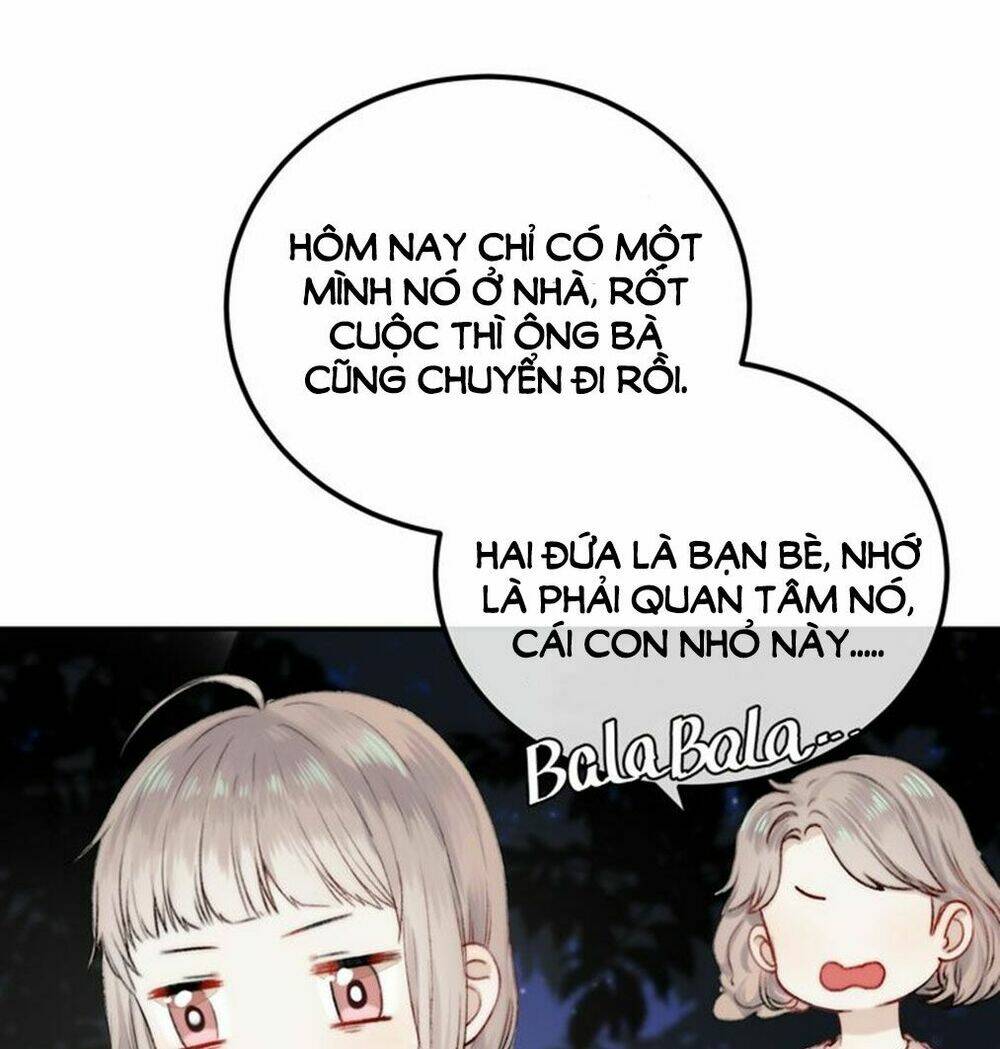 HÔM NAY CHỈ CÓ MỘT
MÌNH NÓ Ở NHÀ, RỐT
CUỘC THÌ ÔNG BÀ
CŨNG CHUYỂN ĐI RỒI.
HAI ĐỨA LÀ BẠN BÈ, NHỚ
LÀ PHẢI QUAN TÂM NÓ,
CÁI CON NHỎ NÀY.....
BalaBala....